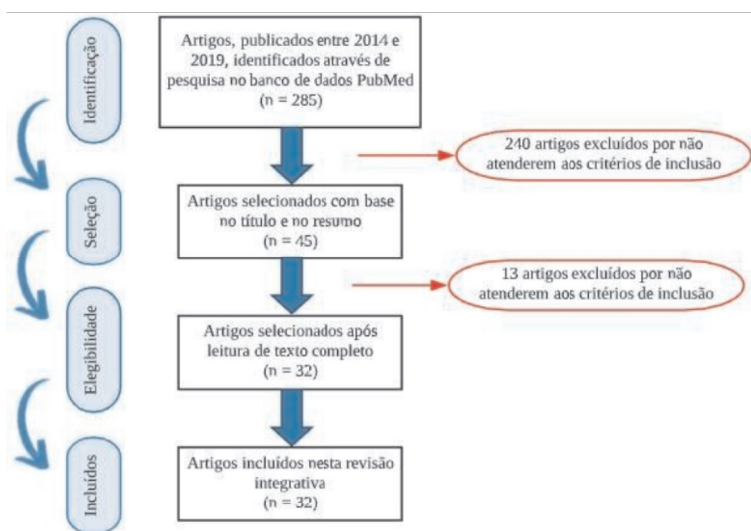 Identificação
Artigos, publicados entre 2014 e
2019, identificados através de
pesquisa no banco de dados PubMed
(n = 285)
240 artigos excluídos por não
atenderem aos critérios de inclusão
Seleção
Artigos selecionados com base
no título e no resumo
(n = 45)
13 artigos excluídos por não
atenderem aos critérios de inclusão
Elegibilidade
Artigos selecionados após
leitura de texto completo
(n = 32)
Incluídos
Artigos incluídos nesta revisão
integrativa
(n = 32)